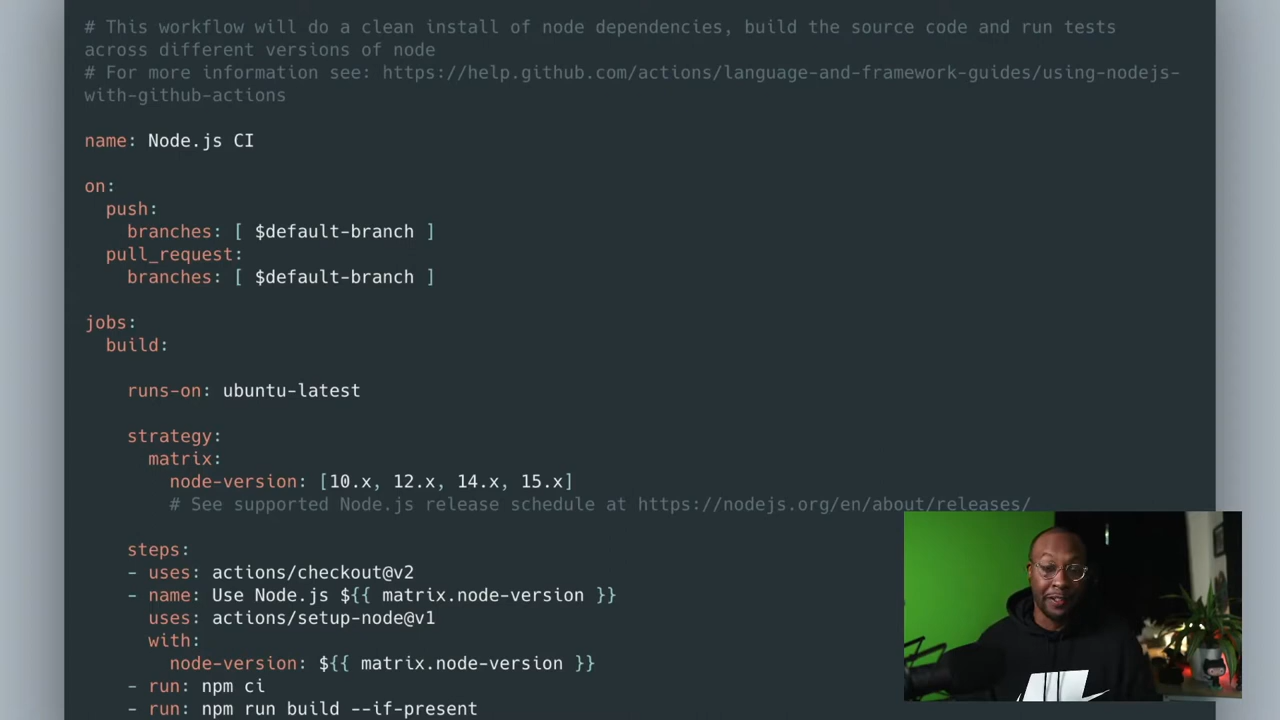 # This workflow will do a clean install of node dependencies, build the source code and run tests
across different versions of node
# For more information see: https://help.github.com/actions/language-and-framework-guides/using-nodejs-
with-github-actions
name: Node.js CI
on:
push:
branches: [ $default-branch ]
pull_request:
branches: [ $default-branch ]
jobs:
build:
runs-on: ubuntu-latest
strategy:
matrix:
node-version: [10.x, 12.x, 14.x, 15.x]
# See supported Node.js release schedule at https://nodejs.org/en/about/releases/
steps:
- uses: actions/checkout@v2
- name: Use Node.js ${{ matrix.node-version }}
uses: actions/setup-node@v1
with:
node-version: ${{ matrix.node-version }}
- run: npm ci
- run: npm run build --if-present